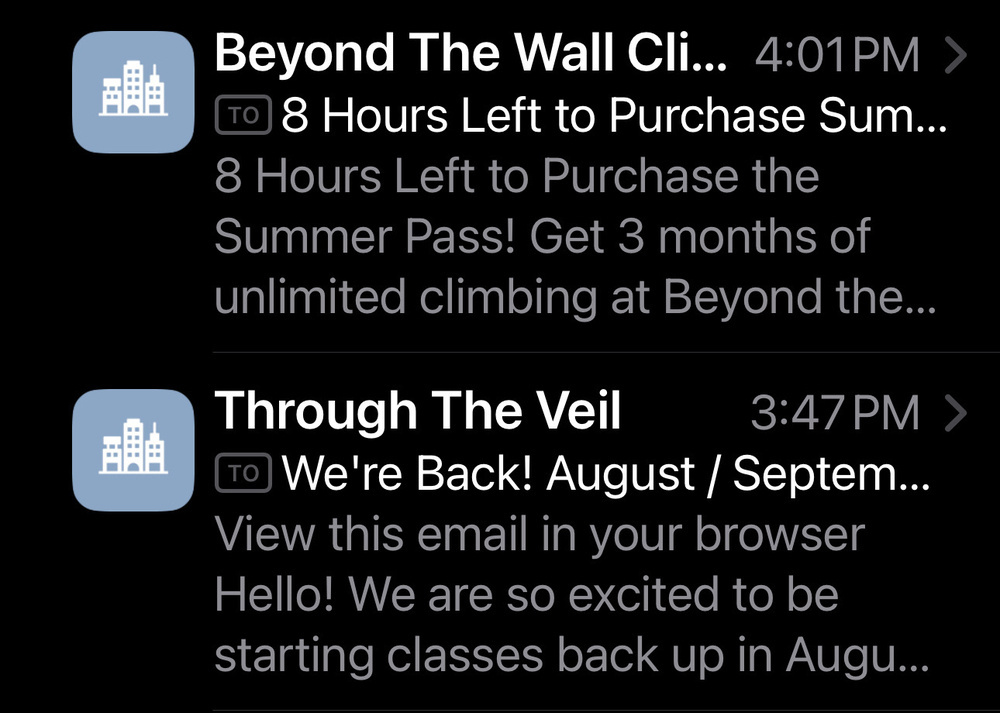 Beyond The Wall Cli... 4:01 PM
TO 8 Hours Left to Purchase Sum...
8 Hours Left to Purchase the
Summer Pass! Get 3 months of
unlimited climbing at Beyond the...
Through The Veil 3:47 PM
TO We're Back! August / Septem...
View this email in your browser
Hello! We are so excited to be
starting classes back up in Augu...